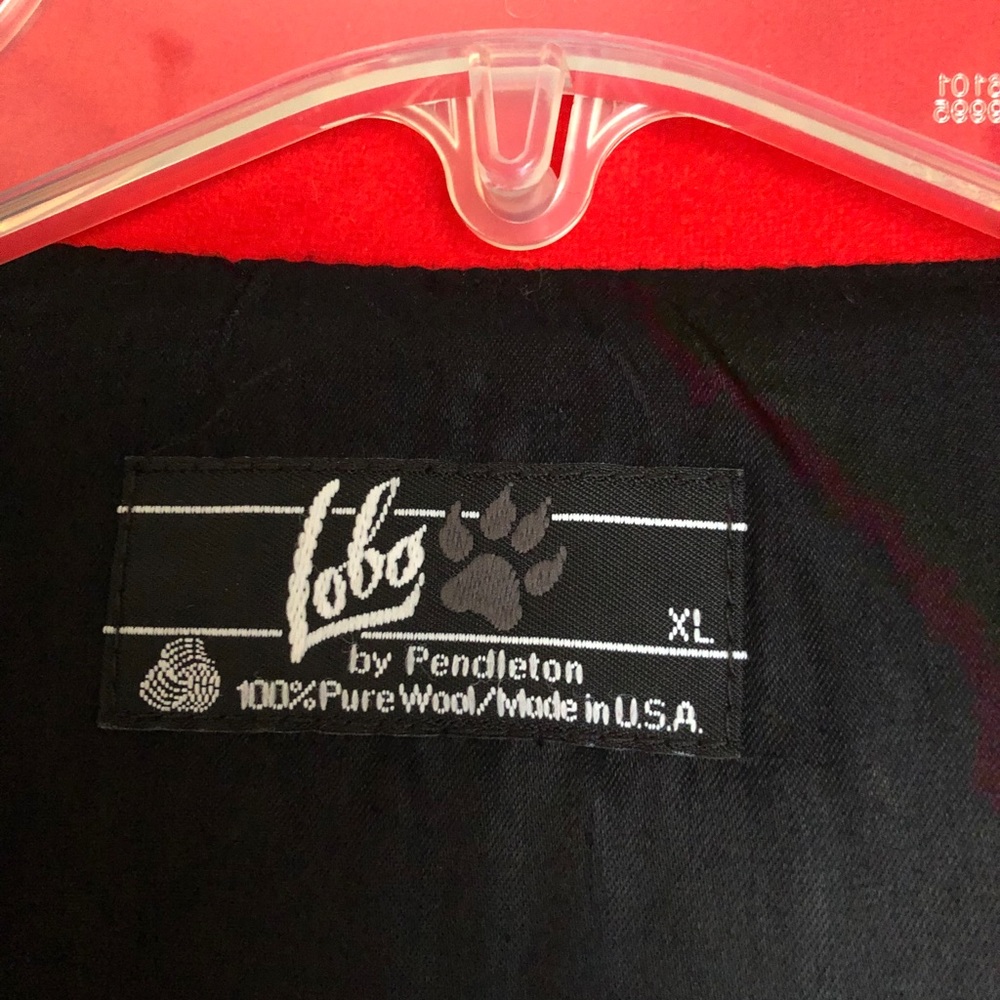 Lobo
XL
by Pendleton
100% Pure Wool/Made in U.S.A.